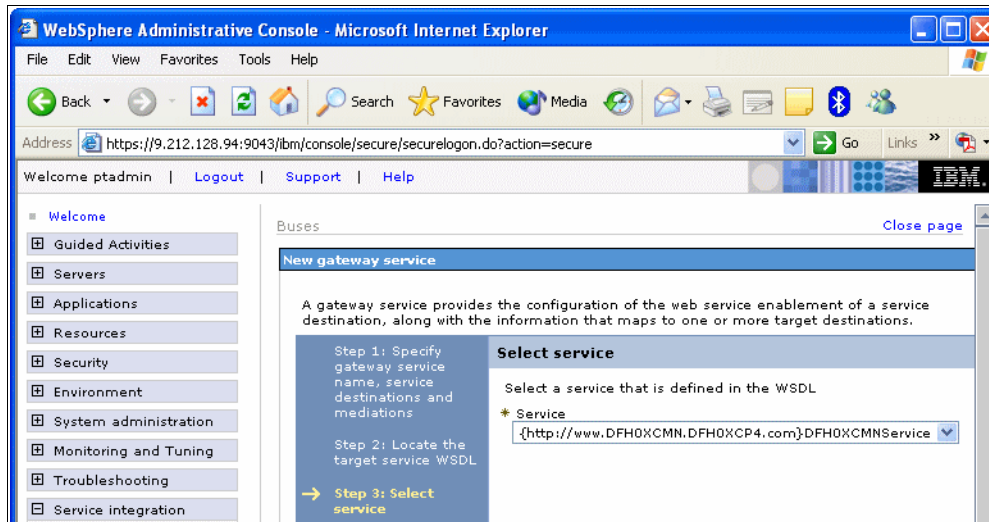 WebSphere Administrative Console - Microsoft Internet Explorer
File Edit View Favorites Tools Help
Back Search Favorites Media
Address https://9.212.128.94:9043/ibm/console/secure/securelogon.do?action=secure Go Links »
Welcome ptadmin | Logout | Support | Help IBM.
Welcome
Guided Activities
Servers
Applications
Resources
Security
Environment
System administration
Monitoring and Tuning
Troubleshooting
Service integration
Buses Close page
New gateway service
A gateway service provides the configuration of the web service enablement of a service
destination, along with the information that maps to one or more target destinations.
Step 1: Specify
gateway service
name, service
destinations and
mediations
Step 2: Locate the
target service WSDL
Step 3: Select
service
Select service
Select a service that is defined in the WSDL
* Service
{http://www.DFH0XCMN.DFH0XCP4.com}DFH0XCMNService